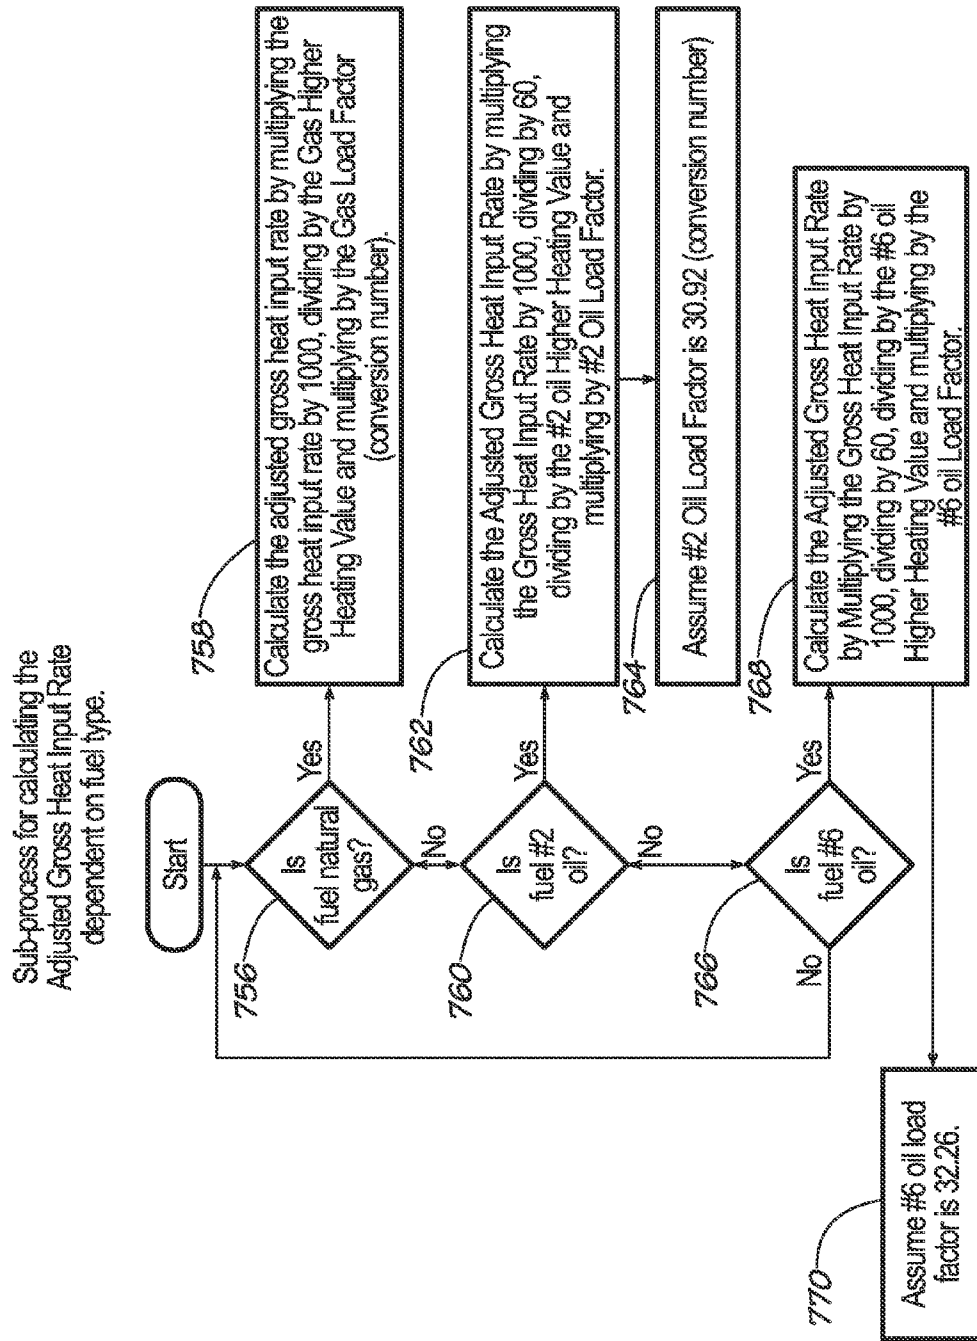 Sub-process for calculating the
Adjusted Gross Heat Input Rate
dependent on fuel type.
Start
756
Is
fuel natural
gas?
Yes
No
758
Calculate the adjusted gross heat input rate by multiplying the
gross heat input rate by 1000, dividing by the Gas Higher
Heating Value and multiplying by the Gas Load Factor
(conversion number).
760
Is
fuel #2
oil?
Yes
No
762
Calculate the Adjusted Gross Heat Input Rate by multiplying
the Gross Heat Input Rate by 1000, dividing by 60,
dividing by the #2 oil Higher Heating Value and
multiplying by #2 Oil Load Factor.
764
Assume #2 Oil Load Factor is 30.92 (conversion number)
766
Is
fuel #6
oil?
Yes
No
768
Calculate the Adjusted Gross Heat Input Rate
by Multiplying the Gross Heat Input Rate by
1000, dividing by 60, dividing by the #6 oil
Higher Heating Value and multiplying by the
#6 oil Load Factor.
770
Assume #6 oil load
factor is 32.26.